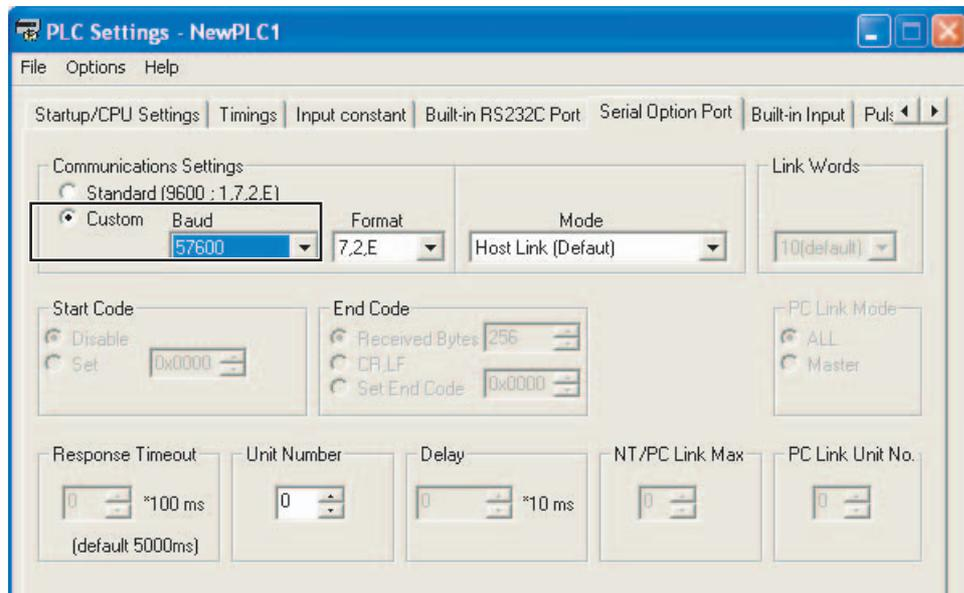 PLC Settings - NewPLC1
File Options Help
Startup/CPU Settings Timings Input constant Built-in RS232C Port Serial Option Port Built-in Input Puls
Communications Settings
Link Words
Standard (9600 ; 1,7,2,E)
Custom Baud Format Mode
57600 7,2,E Host Link (Defaut) 10(default)
Start Code End Code PC Link Mode
Disable Received Bytes 256 ALL
Set 0x0000 CR,LF Master
Set End Code 0x0000
Response Timeout Unit Number Delay NT/PC Link Max PC Link Unit No.
0 *100 ms 0 0 *10 ms 0 0
(default 5000ms)